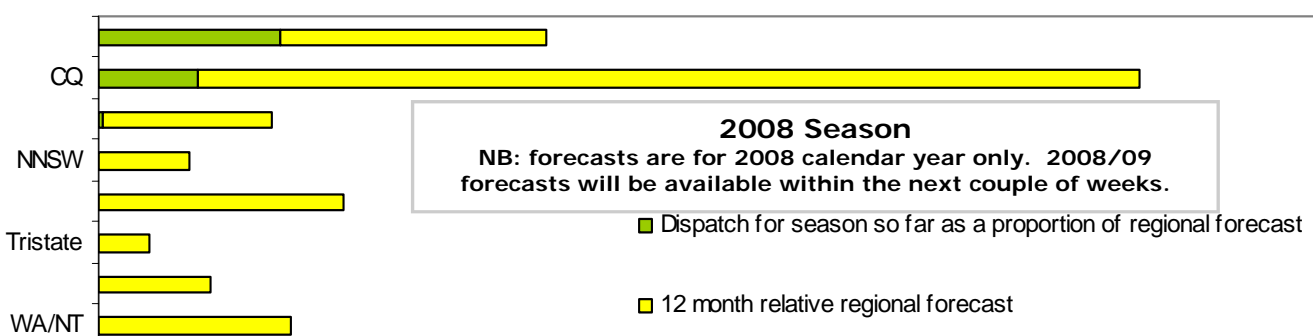 CQ
NNSW
Tristate
WA/NT
2008 Season
NB: forecasts are for 2008 calendar year only. 2008/09
forecasts will be available within the next couple of weeks.
Dispatch for season so far as a proportion of regional forecast
12 month relative regional forecast